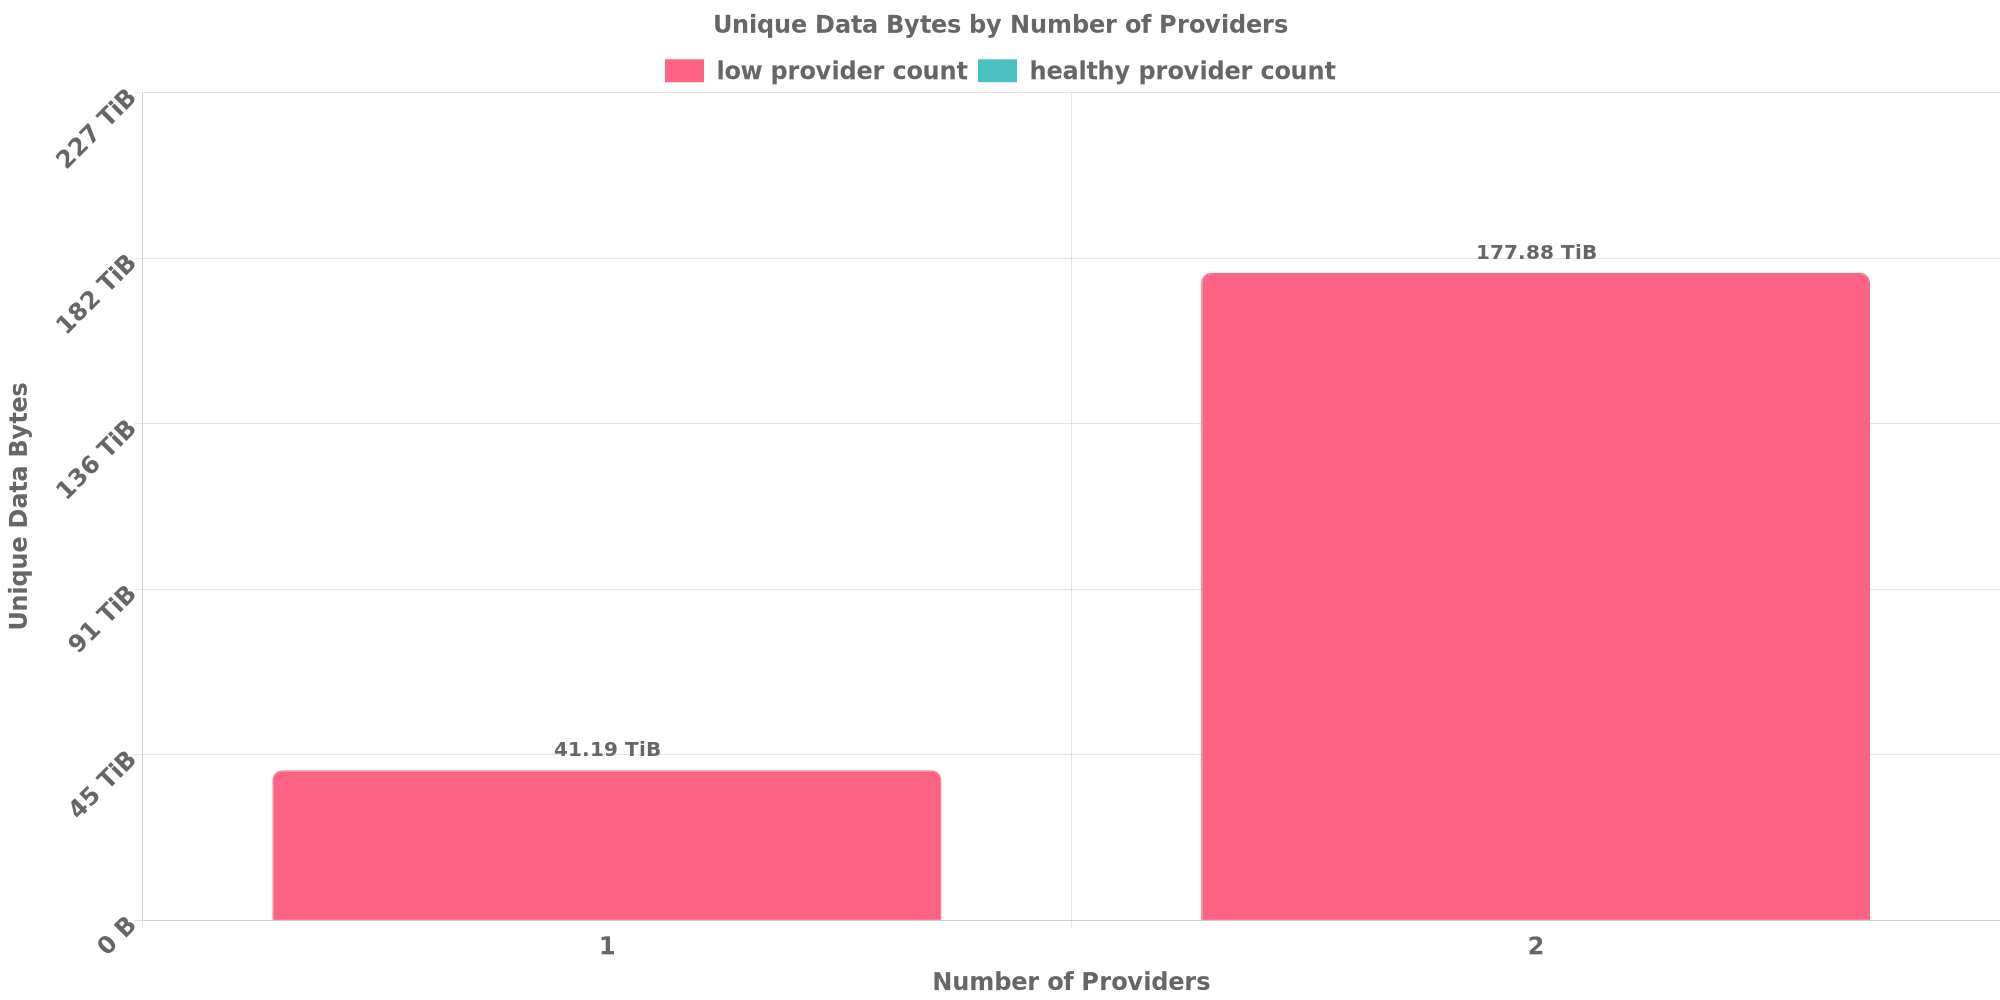 Unique Data Bytes by Number of Providers
low provider count healthy provider count
227 TiB
182 TiB
136 TiB
91 TiB
45 TiB
0 B
Unique Data Bytes
177.88 TiB
41.19 TiB
1 2
Number of Providers